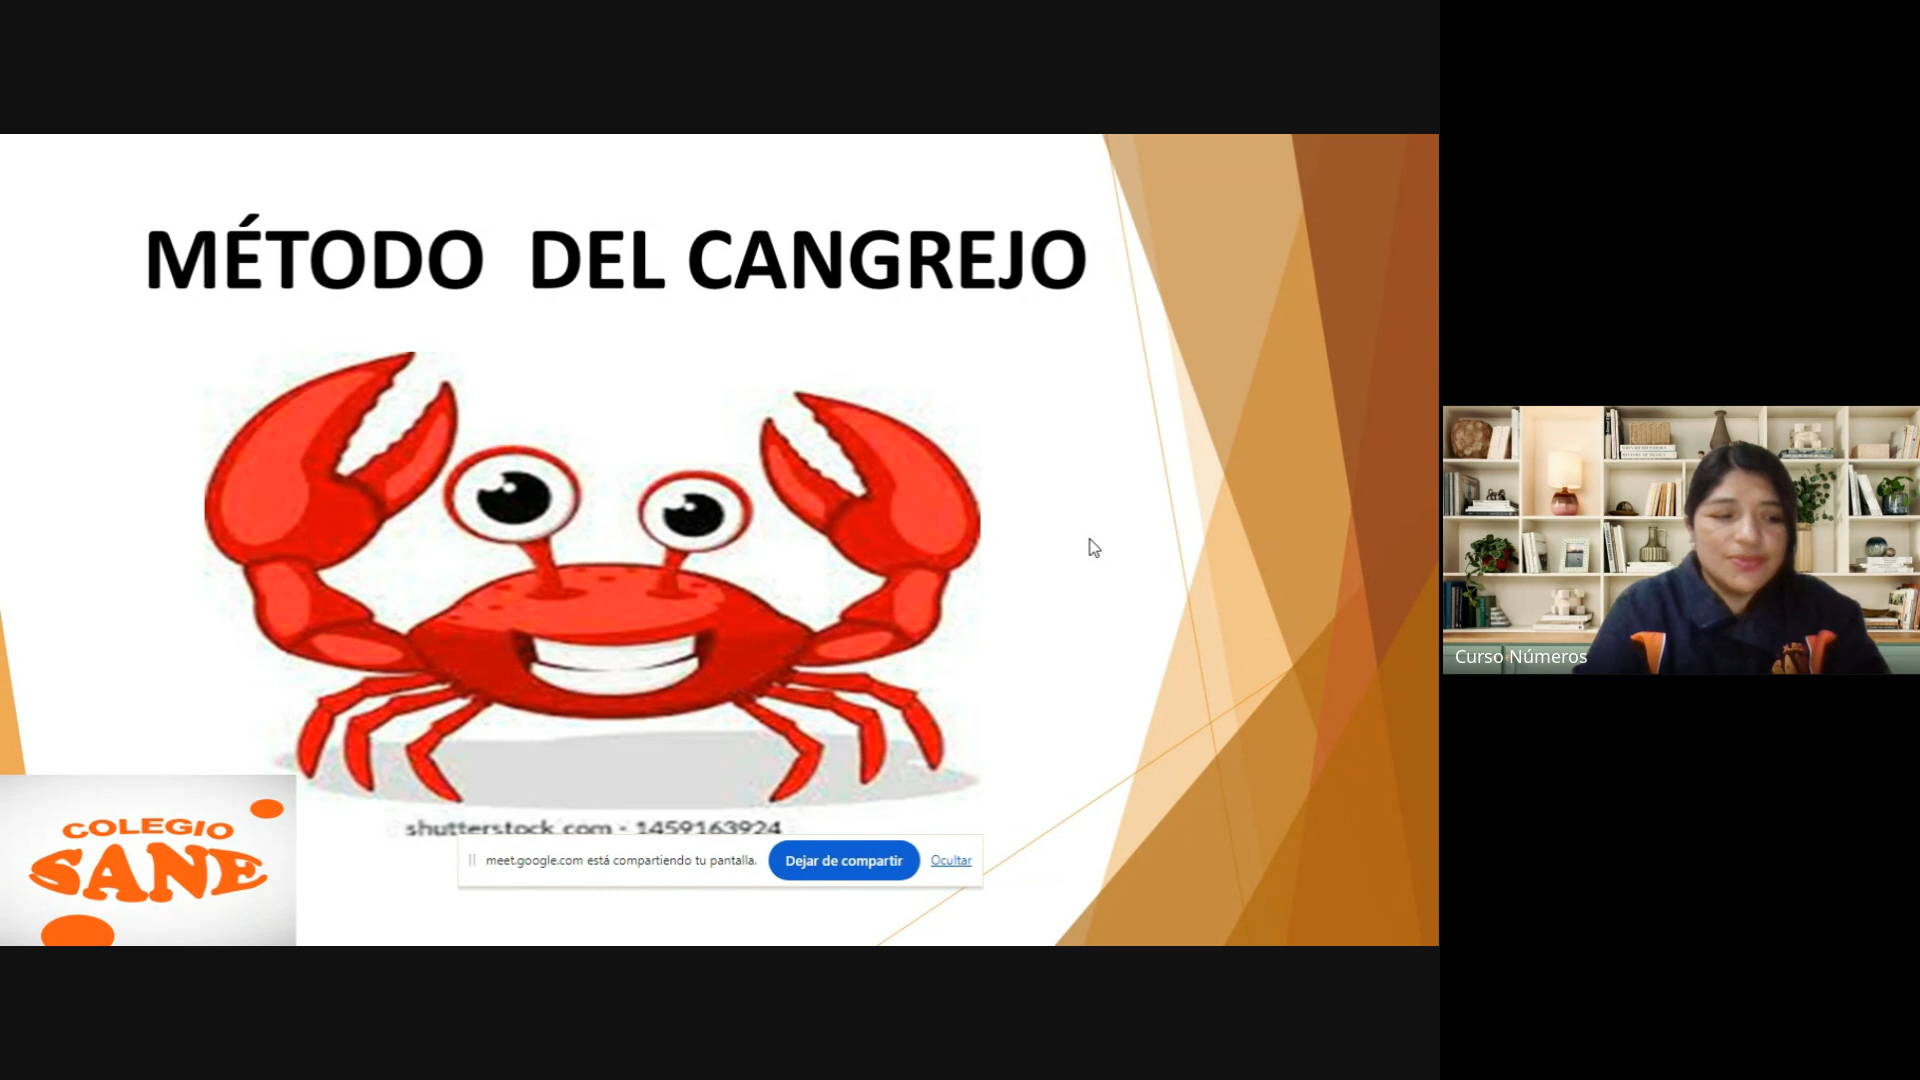 MÉTODO DEL CANGREJO
shutterstock.com · 1459163924
meet.google.com está compartiendo tu pantalla.
Dejar de compartir
Ocultar
COLEGIO
SANE
Curso Números